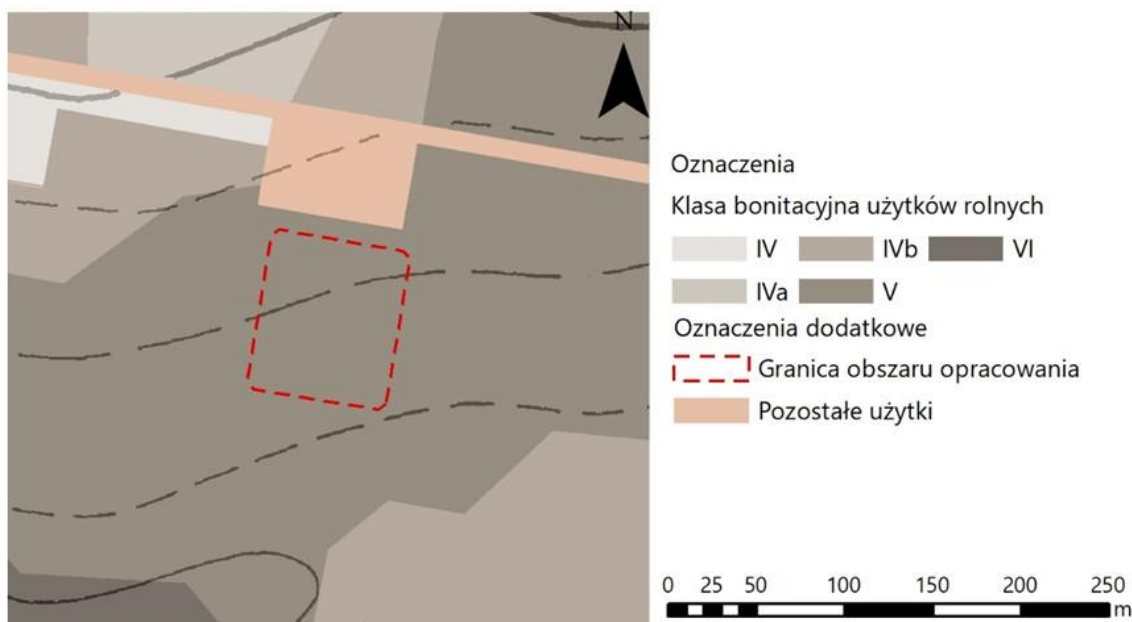 N
Oznaczenia
Klasa bonitacyjna użytków rolnych
IV IVb VI
IVa V
Oznaczenia dodatkowe
Granica obszaru opracowania
Pozostałe użytki
0 25 50 100 150 200 250
m